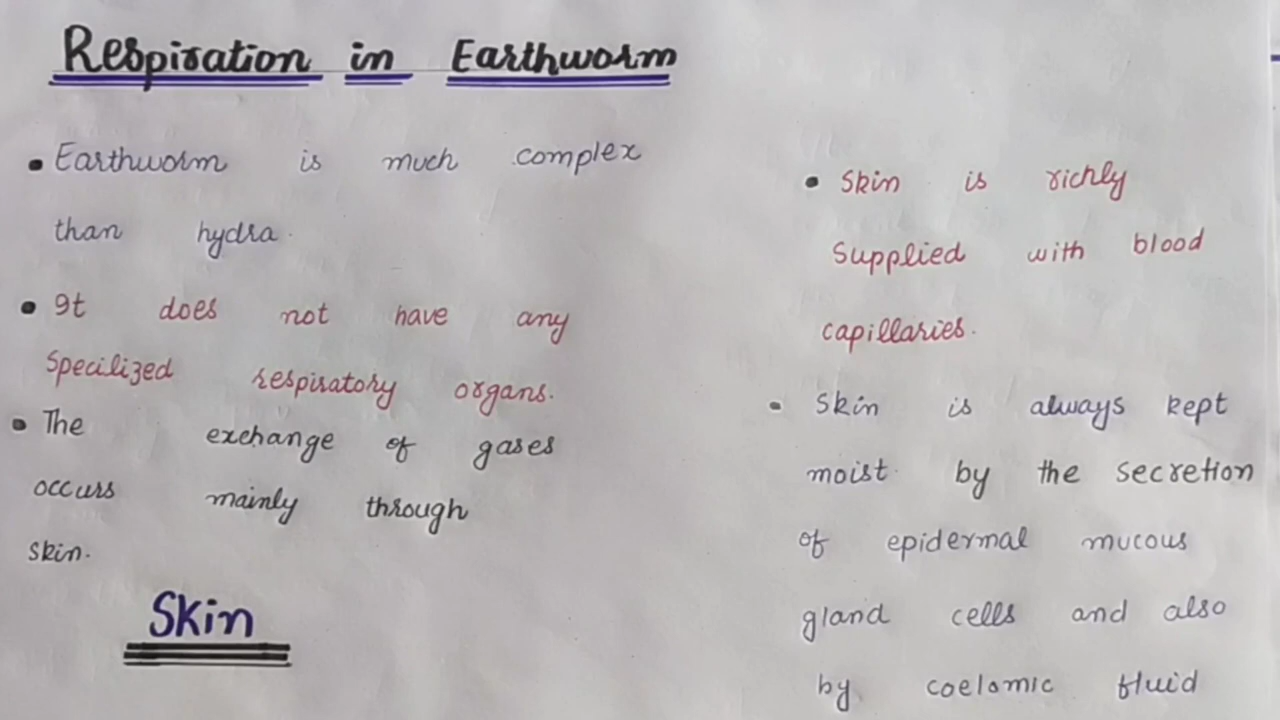 Respiration in Earthworm
• Earthworm is much complex
than hydra.
• It does not have any
Specilized respiratory organs.
• The exchange of gases
occurs mainly through
skin.
Skin
• Skin is richly
Supplied with blood
capillaries.
• Skin is always kept
moist by the secretion
of epidermal mucous
gland cells and also
by coelomic fluid